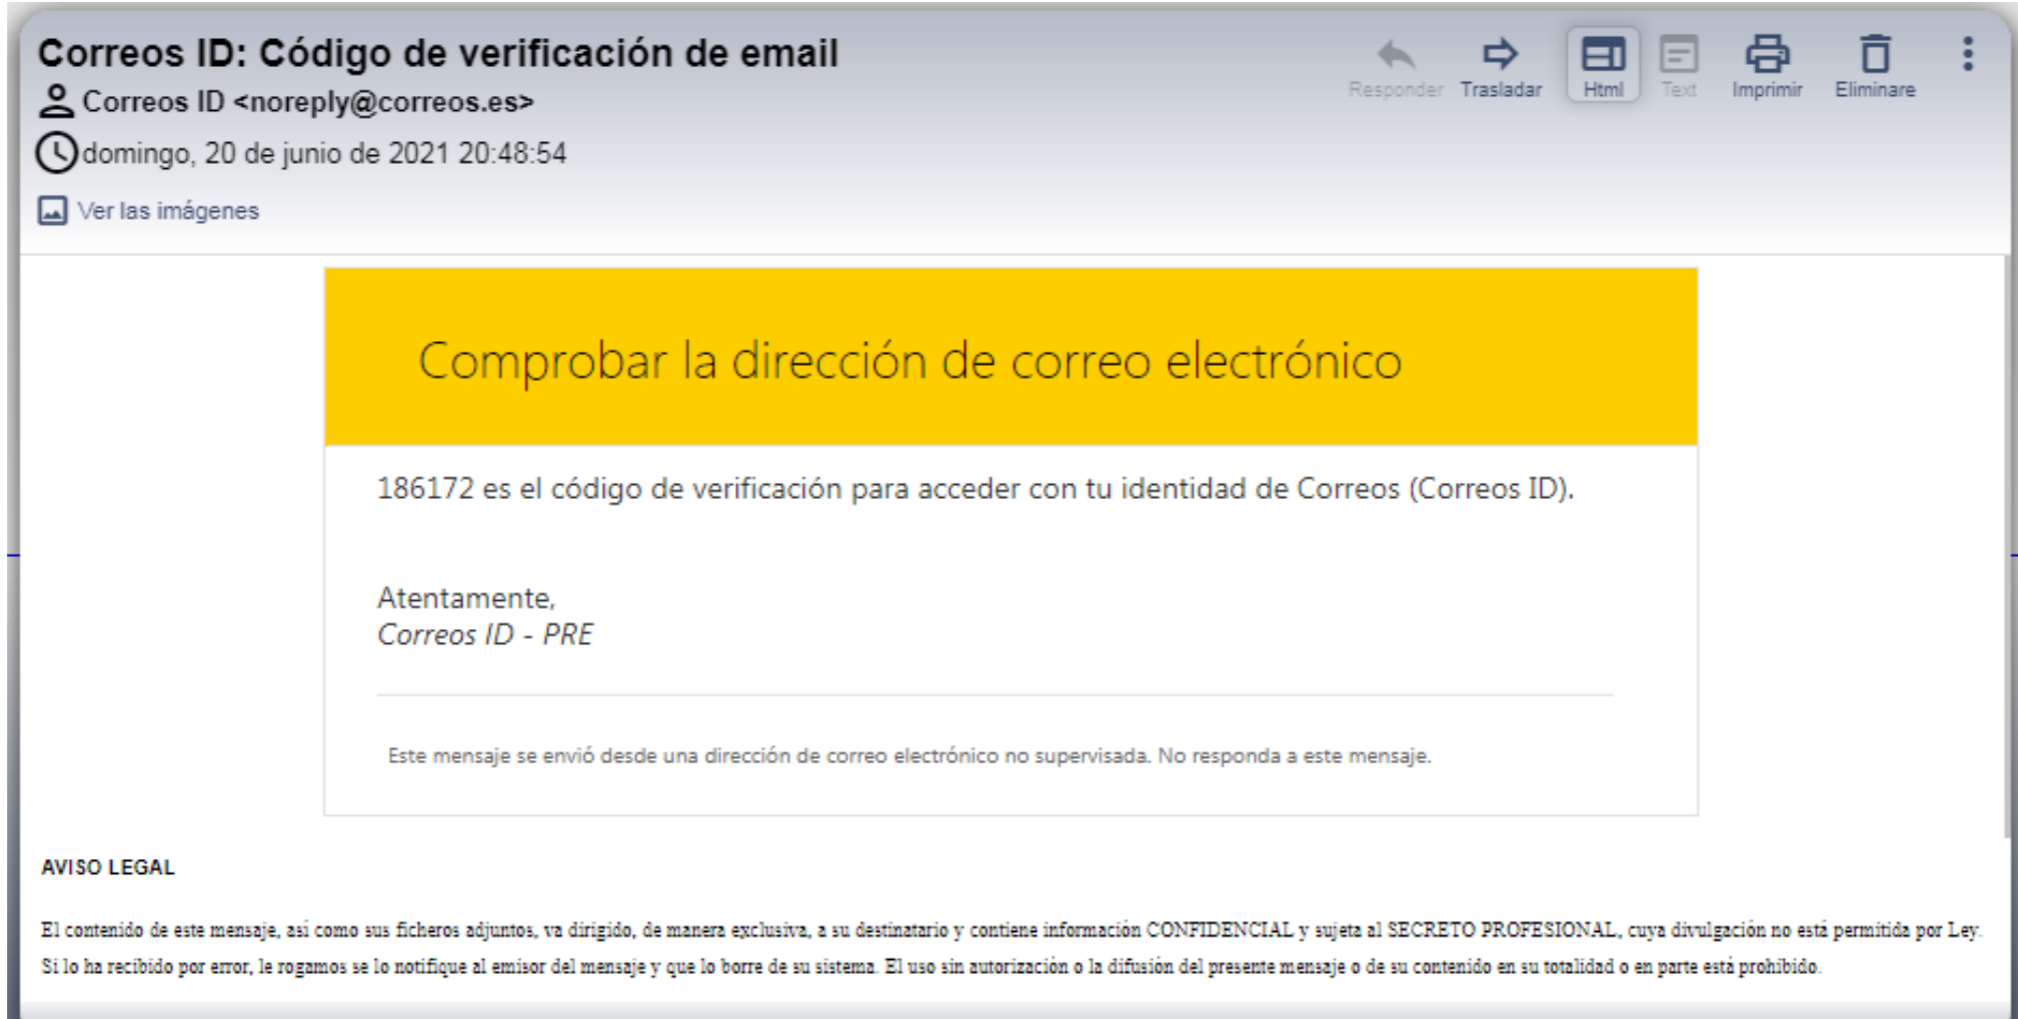 Correos ID: Código de verificación de email
Correos ID <noreply@correos.es>
domingo, 20 de junio de 2021 20:48:54
Ver las imágenes
Responder Trasladar Html Text Imprimir Eliminare
Comprobar la dirección de correo electrónico
186172 es el código de verificación para acceder con tu identidad de Correos (Correos ID).
Atentamente,
Correos ID - PRE
Este mensaje se envió desde una dirección de correo electrónico no supervisada. No responda a este mensaje.
AVISO LEGAL
El contenido de este mensaje, así como sus ficheros adjuntos, va dirigido, de manera exclusiva, a su destinatario y contiene información CONFIDENCIAL y sujeta al SECRETO PROFESIONAL, cuya divulgación no está permitida por Ley.
Si lo ha recibido por error, le rogamos se lo notifique al emisor del mensaje y que lo borre de su sistema. El uso sin autorización o la difusión del presente mensaje o de su contenido en su totalidad o en parte está prohibido.